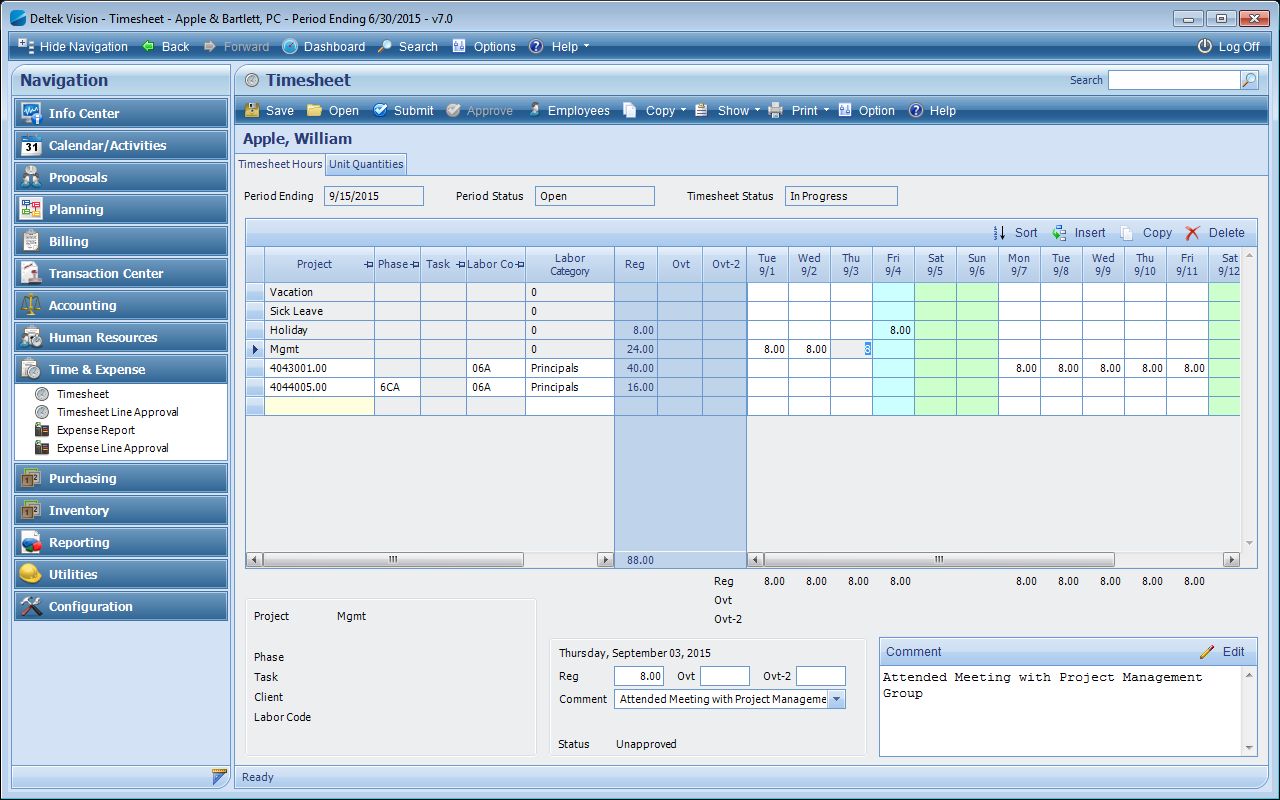 Deltek Vision - Timesheet - Apple & Bartlett, PC - Period Ending 6/30/2015 - v7.0
Hide Navigation Back Forward Dashboard Search Options Help Log Off
Navigation
Info Center
31 Calendar/Activities
Proposals
Planning
Billing
Transaction Center
Accounting
Human Resources
Time & Expense
Timesheet
Timesheet Line Approval
Expense Report
Expense Line Approval
Purchasing
Inventory
Reporting
Utilities
Configuration
Timesheet Search
Save Open Submit Approve Employees Copy Show Print Option Help
Apple, William
Timesheet Hours Unit Quantities
Period Ending 9/15/2015 Period Status Open Timesheet Status In Progress
Sort Insert Copy Delete
Project Phase Task Labor Co Labor Category Reg Ovt Ovt-2 Tue 9/1 Wed 9/2 Thu 9/3 Fri 9/4 Sat 9/5 Sun 9/6 Mon 9/7 Tue 9/8 Wed 9/9 Thu 9/10 Fri 9/11 Sat 9/12
Vacation 0
Sick Leave 0
Holiday 0 8.00 8.00
Mgmt 0 24.00 8.00 8.00 8
4043001.00 06A Principals 40.00 8.00 8.00 8.00 8.00 8.00
4044005.00 6CA 06A Principals 16.00
88.00
Reg 8.00 8.00 8.00 8.00 8.00 8.00 8.00 8.00 8.00
Ovt
Ovt-2
Project Mgmt
Phase
Task
Client
Labor Code
Thursday, September 03, 2015
Reg 8.00 Ovt Ovt-2
Comment Attended Meeting with Project Manageme
Status Unapproved
Comment Edit
Attended Meeting with Project Management
Group
Ready